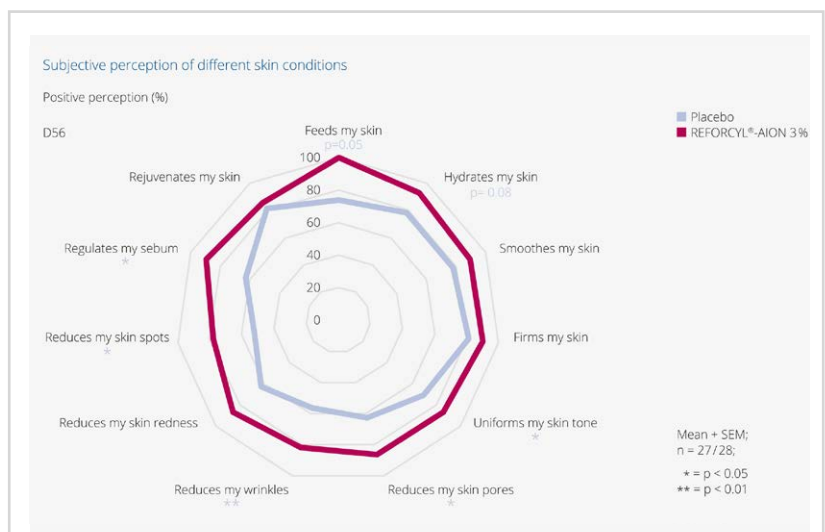 Subjective perception of different skin conditions
Positive perception (%)
D56
Placebo
REFORCYL®-AION 3%
Feeds my skin
p=0.05
Hydrates my skin
p= 0.08
Smoothes my skin
Firms my skin
Uniforms my skin tone
*
Reduces my skin pores
*
Reduces my wrinkles
**
Reduces my skin redness
Reduces my skin spots
*
Regulates my sebum
*
Rejuvenates my skin
100
80
60
40
20
0
Mean + SEM;
n = 27/28;
* = p < 0.05
** = p < 0.01